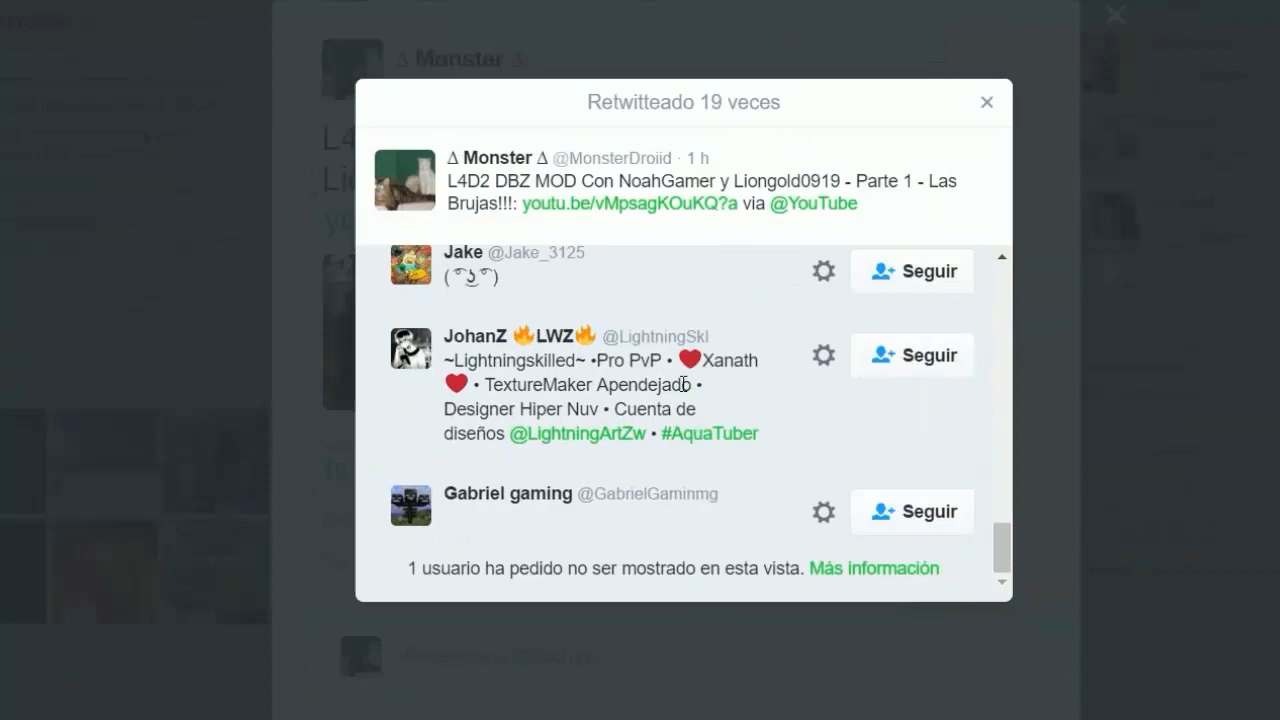 Δ Monster Δ
Retwitteado 19 veces
Δ Monster Δ @MonsterDroiid · 1 h
L4D2 DBZ MOD Con NoahGamer y Liongold0919 - Parte 1 - Las
Brujas!!!: youtu.be/vMpsagKOuKQ?a via @YouTube
Jake @Jake_3125
( ͡° ͜ʖ ͡°)
Seguir
JohanZ 🔥LWZ🔥 @LightningSkl
~Lightningskilled~ •Pro PvP • ❤Xanath
❤ • TextureMaker Apendejado •
Designer Hiper Nuv • Cuenta de
diseños @LightningArtZw • #AquaTuber
Seguir
Gabriel gaming @GabrielGaminmg
Seguir
1 usuario ha pedido no ser mostrado en esta vista. Más información